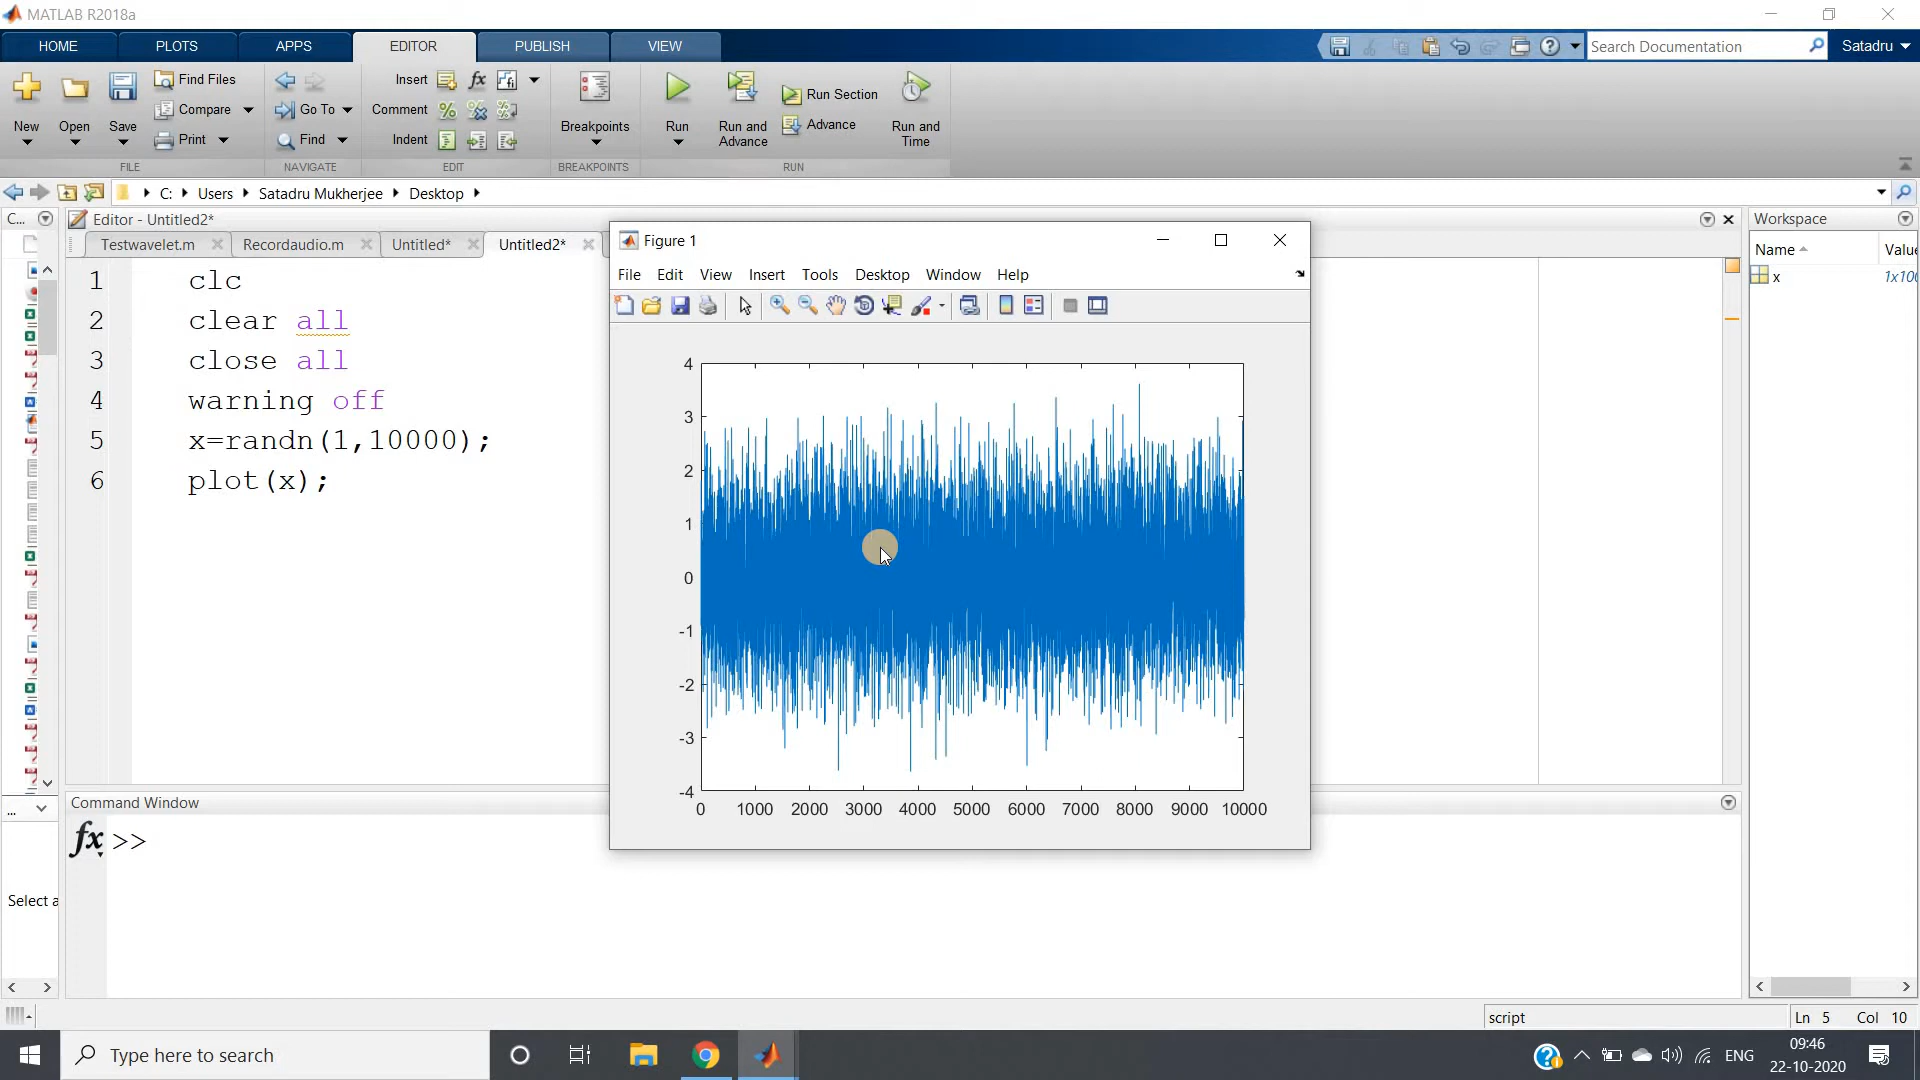 MATLAB R2018a
HOME PLOTS APPS EDITOR PUBLISH VIEW
Search Documentation
Satadru
New
Open
Save
Find Files
Compare
Print
FILE
Go To
Find
NAVIGATE
Insert fx
Comment
Indent
EDIT
Breakpoints
BREAKPOINTS
Run
Run and Advance
Run Section
Advance
Run and Time
RUN
C: Users Satadru Mukherjee Desktop
C...
Editor - Untitled2*
Testwavelet.m Recordaudio.m Untitled* Untitled2*
1 clc
2 clear all
3 close all
4 warning off
5 x=randn(1,10000);
6 plot(x);
Figure 1
File Edit View Insert Tools Desktop Window Help
4
3
2
1
0
-1
-2
-3
-4
0 1000 2000 3000 4000 5000 6000 7000 8000 9000 10000
Workspace
Name Value
x 1x100
Command Window
fx >>
...
Select a
script
Ln 5 Col 10
Type here to search
ENG
09:46
22-10-2020